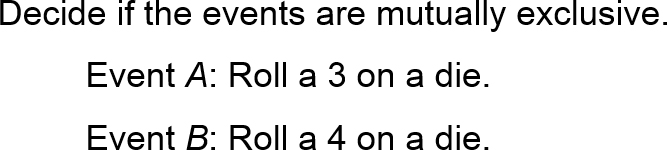 Decide if the events are mutually exclusive.
Event A: Roll a 3 on a die.
Event B: Roll a 4 on a die.